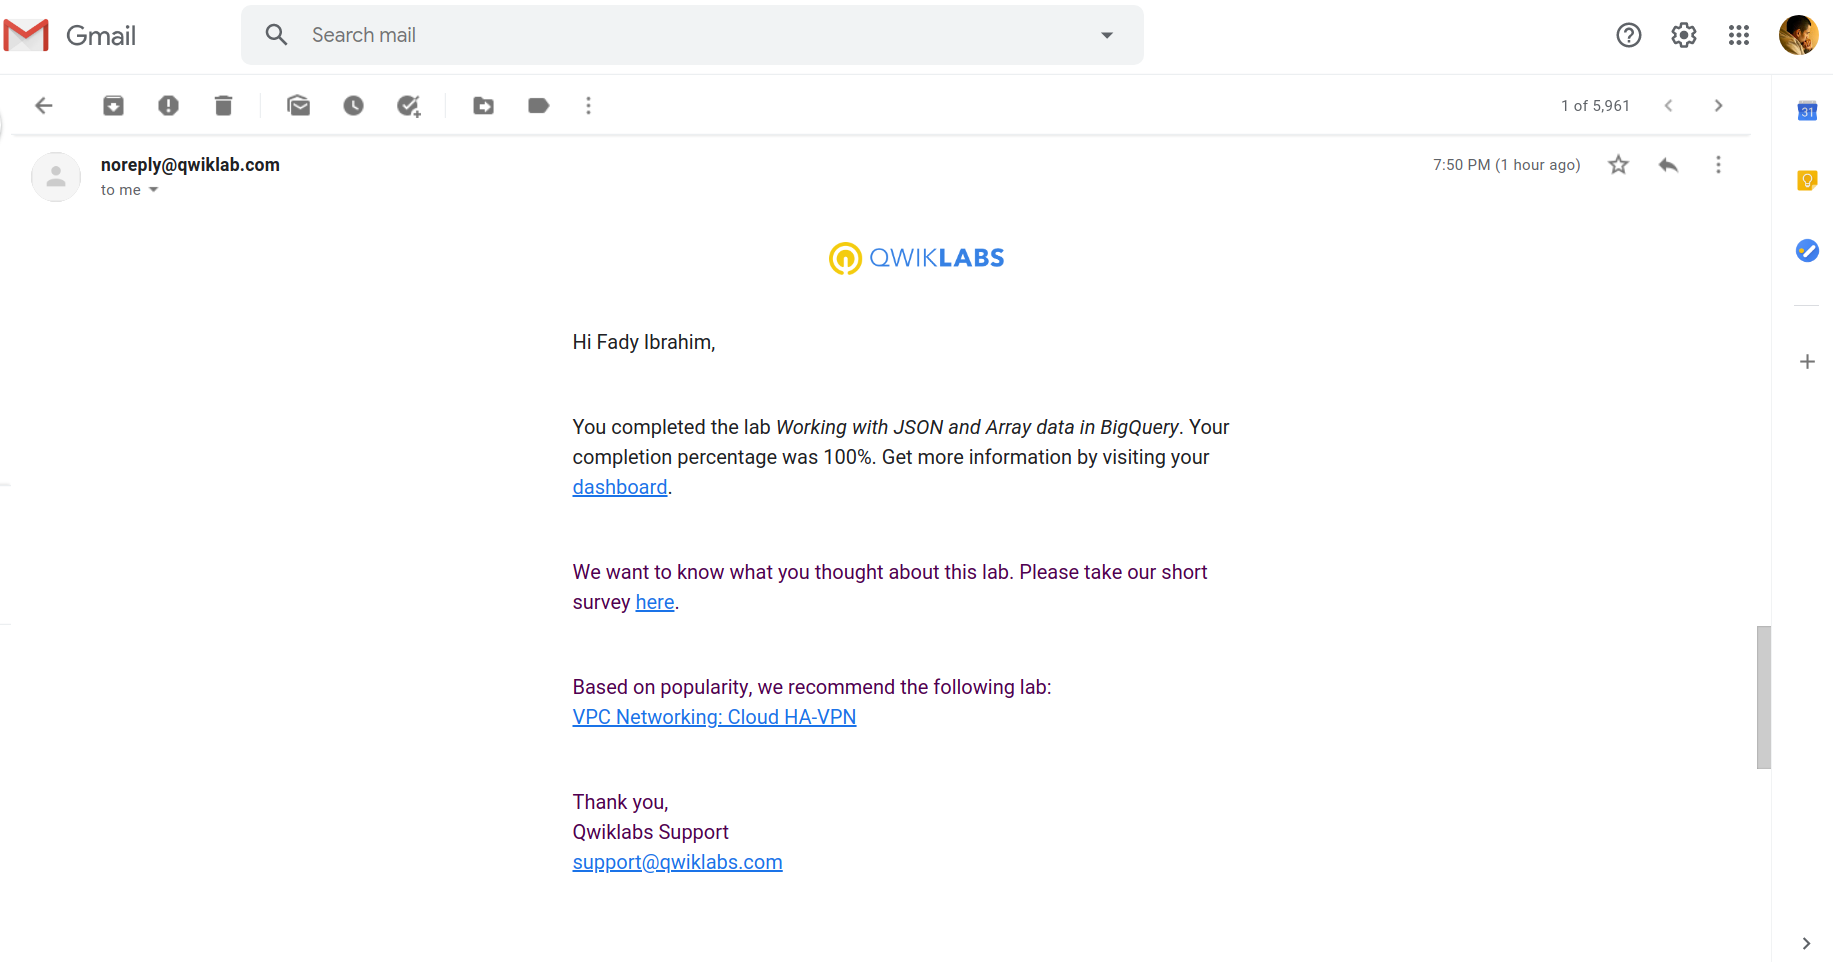 Gmail
Search mail
1 of 5,961
31
noreply@qwiklab.com
7:50 PM (1 hour ago)
to me
QWIKLABS
Hi Fady Ibrahim,
You completed the lab Working with JSON and Array data in BigQuery. Your
completion percentage was 100%. Get more information by visiting your
dashboard.
We want to know what you thought about this lab. Please take our short
survey here.
Based on popularity, we recommend the following lab:
VPC Networking: Cloud HA-VPN
Thank you,
Qwiklabs Support
support@qwiklabs.com